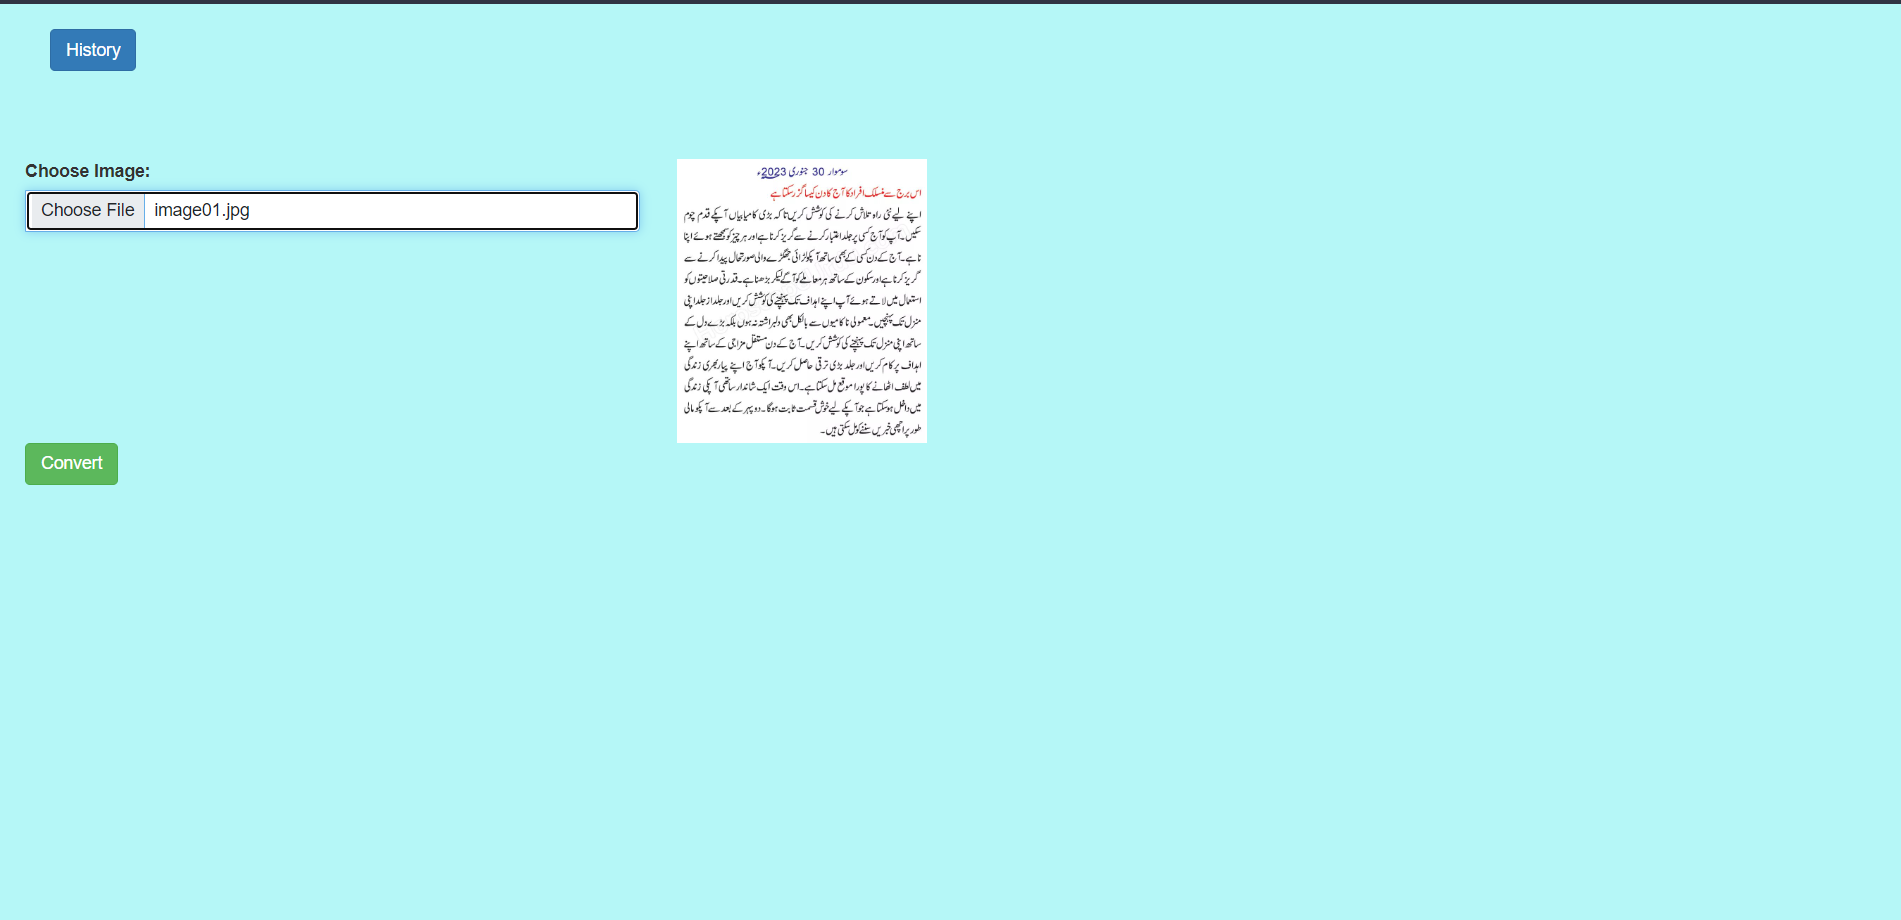 History
Choose Image:
Choose File image01.jpg
سوموار 30 جنوری 2023ء
اس برج سے منسلک افراد کا آج کا دن کیسا گزر سکتا ہے
اپنے لیے نئی راہ تلاش کرنے کی کوشش کریں تا کہ بڑی کامیابیاں آپکے قدم چوم
سکیں۔ آپ کو آج کسی پر جلد اعتبار کرنے سے گریز کرنا ہے اور ہر چیز کو سمجھتے ہوئے اپنا
نا ہے۔ آج کے دن کسی کے بھی ساتھ آپکو لڑائی جھگڑے والی صورتحال پیدا کرنے سے
گریز کرنا ہے اور سکون کے ساتھ ہر معاملے کو آگے لیکر بڑھنا ہے۔ قدرتی صلاحیتوں کو
استعمال میں لاتے ہوئے آپ اپنے اہداف تک پہنچنے کی کوشش کریں اور جلد از جلد اپنی
منزل تک پہنچیں۔ معمولی ناکامیوں سے بالکل بھی دلبراشتہ نہ ہوں بلکہ بڑے دل کے
ساتھ اپنی منزل تک پہنچنے کی کوشش کریں۔ آج کے دن مستقل مزاجی کے ساتھ اپنے
اہداف پر کام کریں اور جلد بڑی ترقی حاصل کریں۔ آپکو آج اپنے پیار بھری زندگی
میں لطف اٹھانے کا پورا موقع مل سکتا ہے۔ اس وقت ایک شاندار ساتھی آپکی زندگی
میں داخل ہو سکتا ہے جو آپکے لیے خوش قسمت ثابت ہوگا۔ دوپہر کے بعد سے آپکو مالی
طور پر اچھی خبریں سننے کو مل سکتی ہیں۔
Convert